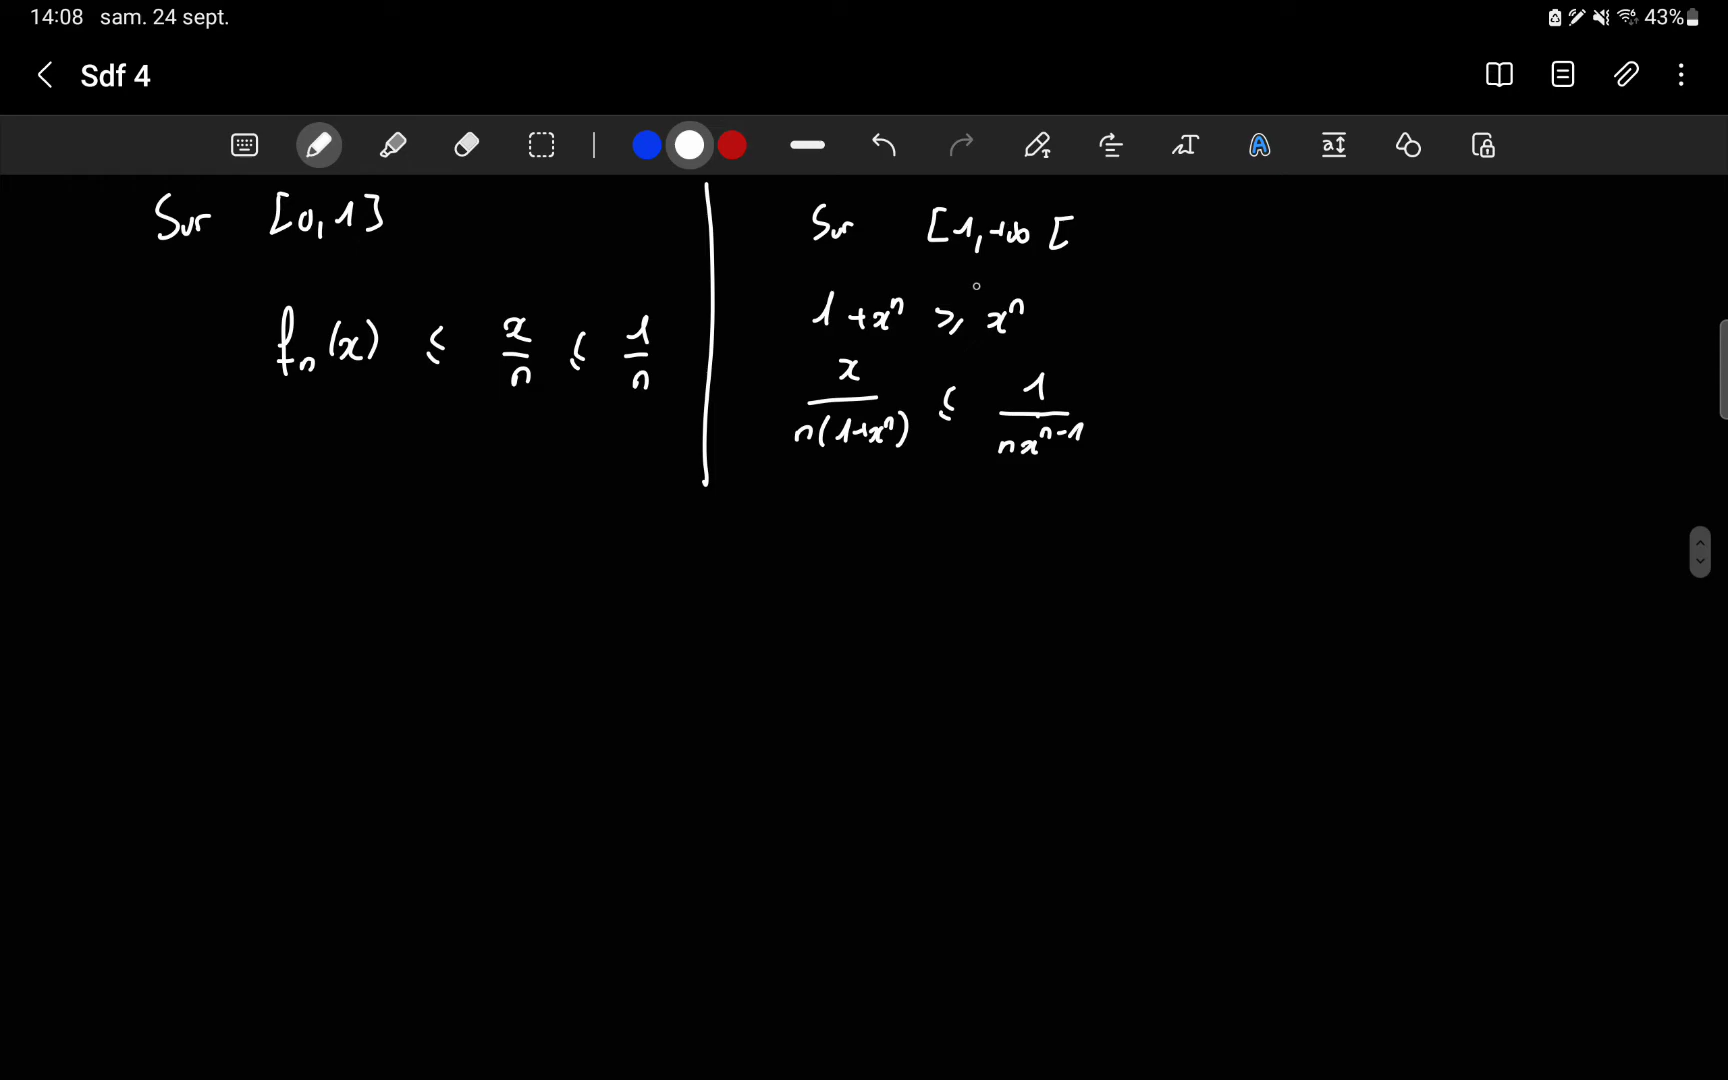 14:08 sam. 24 sept. 43%
Sdf 4
Sur [0,1]
fₙ(x) ≤ x/n ≤ 1/n
Sur [1,+∞[
1+xⁿ ≥ xⁿ
x/(n(1+xⁿ)) ≤ 1/(nxⁿ⁻¹)